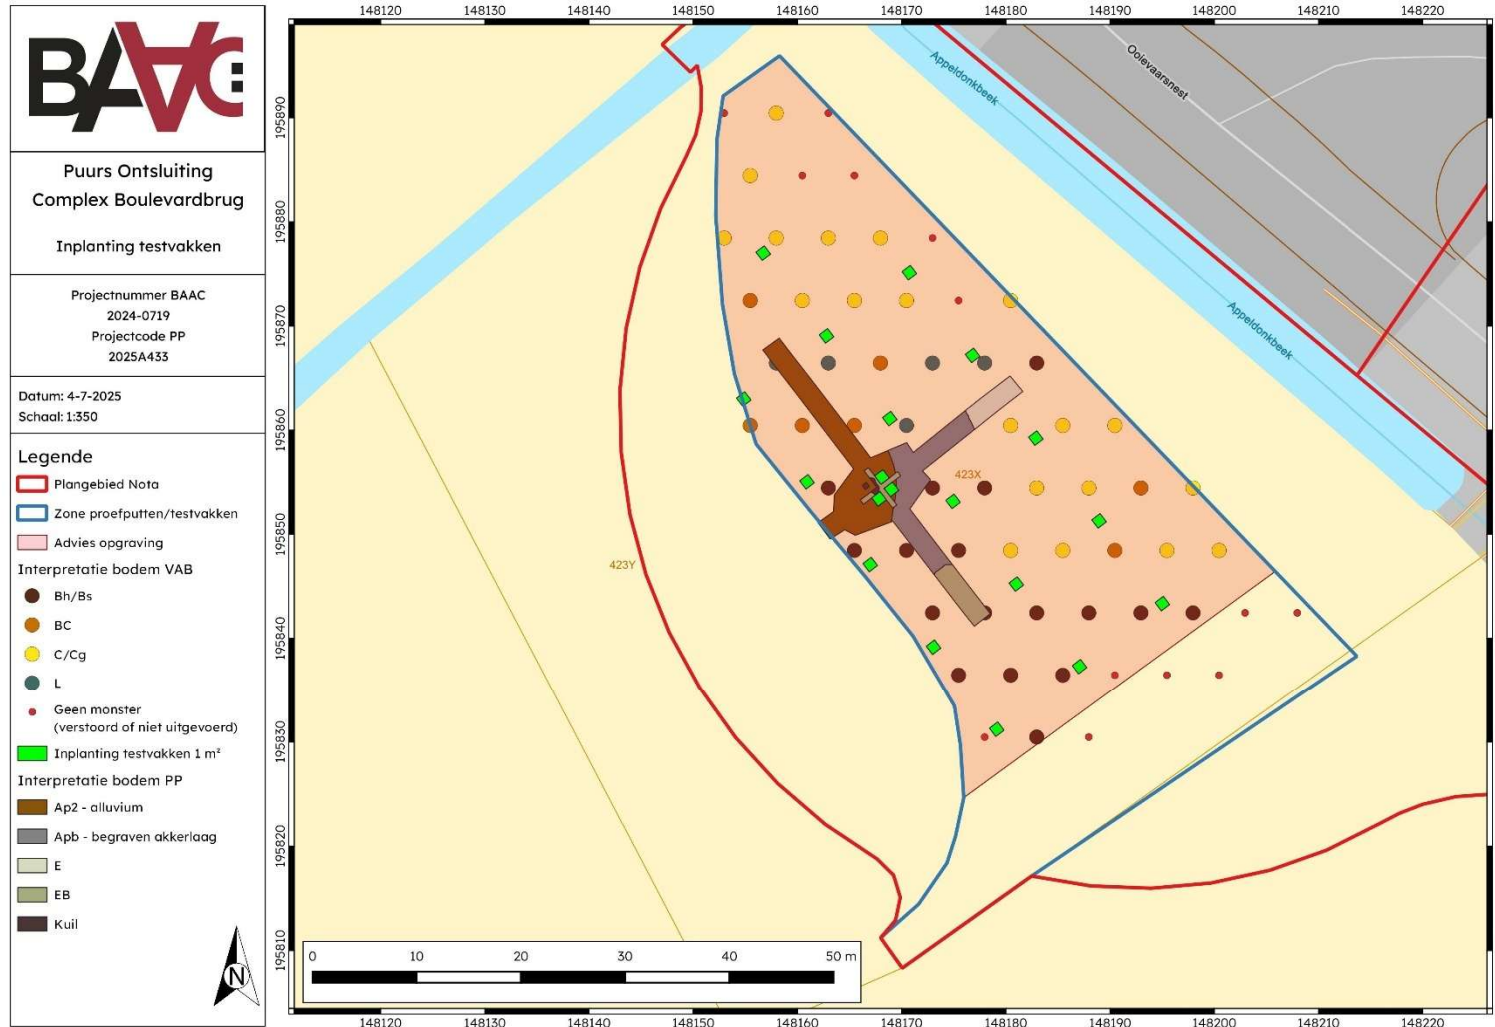 BAAC
Puurs Ontsluiting
Complex Boulevardbrug
Inplanting testvakken
Projectnummer BAAC
2024-0719
Projectcode PP
2025A433
Datum: 4-7-2025
Schaal: 1:350
Legende
Plangebied Nota
Zone proefputten/testvakken
Advies opgraving
Interpretatie bodem VAB
Bh/Bs
BC
C/Cg
L
Geen monster
(verstoord of niet uitgevoerd)
Inplanting testvakken 1 m²
Interpretatie bodem PP
Ap2 - alluvium
Apb - begraven akkerlaag
E
EB
Kuil
N
148120 148130 148140 148150 148160 148170 148180 148190 148200 148210 148220
195890
195880
195870
195860
195850
195840
195830
195820
195810
Appeldonkbeek
Ooievaarsnest
Appeldonkbeek
423X
423Y
0 10 20 30 40 50 m
148120 148130 148140 148150 148160 148170 148180 148190 148200 148210 148220